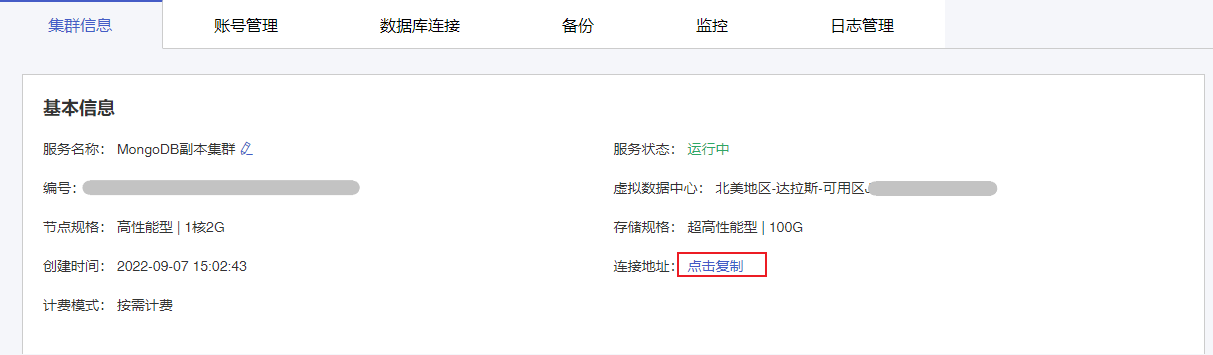 集群信息 账号管理 数据库连接 备份 监控 日志管理
基本信息
服务名称： MongoDB副本集群 服务状态： 运行中
编号： 虚拟数据中心： 北美地区-达拉斯-可用区
节点规格： 高性能型 | 1核2G 存储规格： 超高性能型 | 100G
创建时间： 2022-09-07 15:02:43 连接地址： 点击复制
计费模式： 按需计费